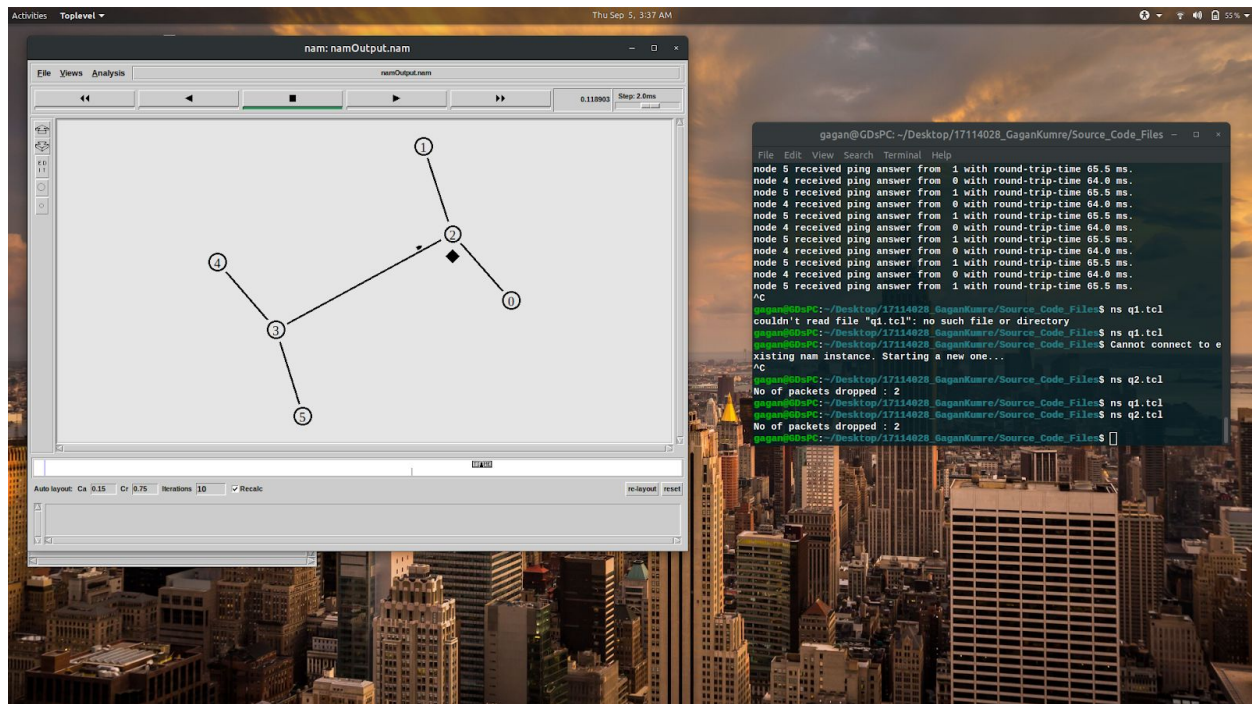 Activities Toplevel Thu Sep 5, 3:37 AM 55 %
nam: namOutput.nam
File Views Analysis namOutput.nam
0.118903 Step: 2.0ms
1
2
4
0
3
5
Auto layout: Ca 0.15 Cr 0.75 Iterations 10 Recalc re-layout reset
gagan@GDsPC: ~/Desktop/17114028_GaganKumre/Source_Code_Files
File Edit View Search Terminal Help
node 5 received ping answer from 1 with round-trip-time 65.5 ms.
node 4 received ping answer from 0 with round-trip-time 64.0 ms.
node 5 received ping answer from 1 with round-trip-time 65.5 ms.
node 4 received ping answer from 0 with round-trip-time 64.0 ms.
node 5 received ping answer from 1 with round-trip-time 65.5 ms.
node 4 received ping answer from 0 with round-trip-time 64.0 ms.
node 5 received ping answer from 1 with round-trip-time 65.5 ms.
node 4 received ping answer from 0 with round-trip-time 64.0 ms.
node 5 received ping answer from 1 with round-trip-time 65.5 ms.
node 4 received ping answer from 0 with round-trip-time 64.0 ms.
node 5 received ping answer from 1 with round-trip-time 65.5 ms.
^C
gagan@GDsPC:~/Desktop/17114028_GaganKumre/Source_Code_Files$ ns q1.tcl
couldn't read file "q1.tcl": no such file or directory
gagan@GDsPC:~/Desktop/17114028_GaganKumre/Source_Code_Files$ ns q1.tcl
gagan@GDsPC:~/Desktop/17114028_GaganKumre/Source_Code_Files$ Cannot connect to e
xisting nam instance. Starting a new one...
^C
gagan@GDsPC:~/Desktop/17114028_GaganKumre/Source_Code_Files$ ns q2.tcl
No of packets dropped : 2
gagan@GDsPC:~/Desktop/17114028_GaganKumre/Source_Code_Files$ ns q1.tcl
gagan@GDsPC:~/Desktop/17114028_GaganKumre/Source_Code_Files$ ns q2.tcl
No of packets dropped : 2
gagan@GDsPC:~/Desktop/17114028_GaganKumre/Source_Code_Files$